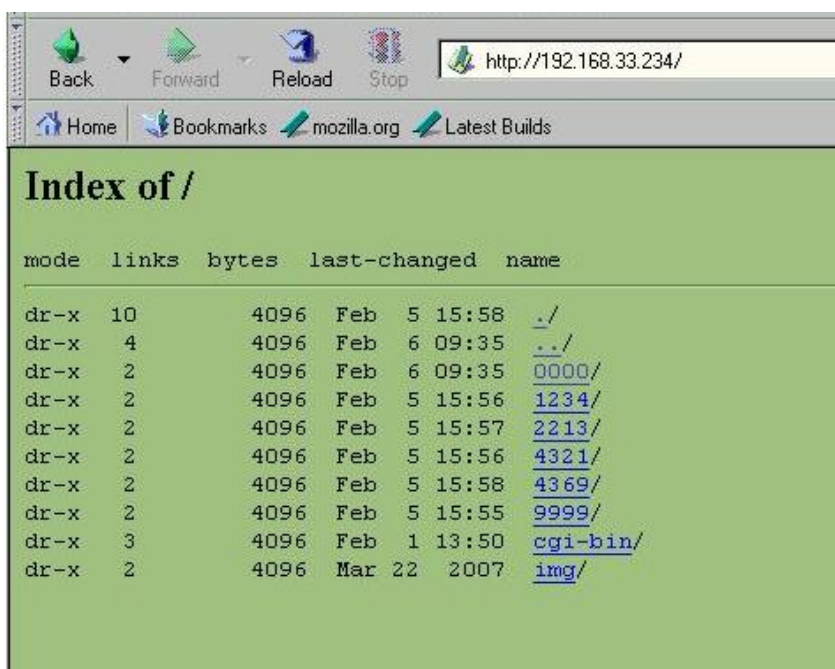 Back Forward Reload Stop http://192.168.33.234/
Home Bookmarks mozilla.org Latest Builds
Index of /
mode links bytes last-changed name
dr-x 10 4096 Feb 5 15:58 ./
dr-x 4 4096 Feb 6 09:35 ../
dr-x 2 4096 Feb 6 09:35 0000/
dr-x 2 4096 Feb 5 15:56 1234/
dr-x 2 4096 Feb 5 15:57 2213/
dr-x 2 4096 Feb 5 15:56 4321/
dr-x 2 4096 Feb 5 15:58 4369/
dr-x 2 4096 Feb 5 15:55 9999/
dr-x 3 4096 Feb 1 13:50 cgi-bin/
dr-x 2 4096 Mar 22 2007 img/